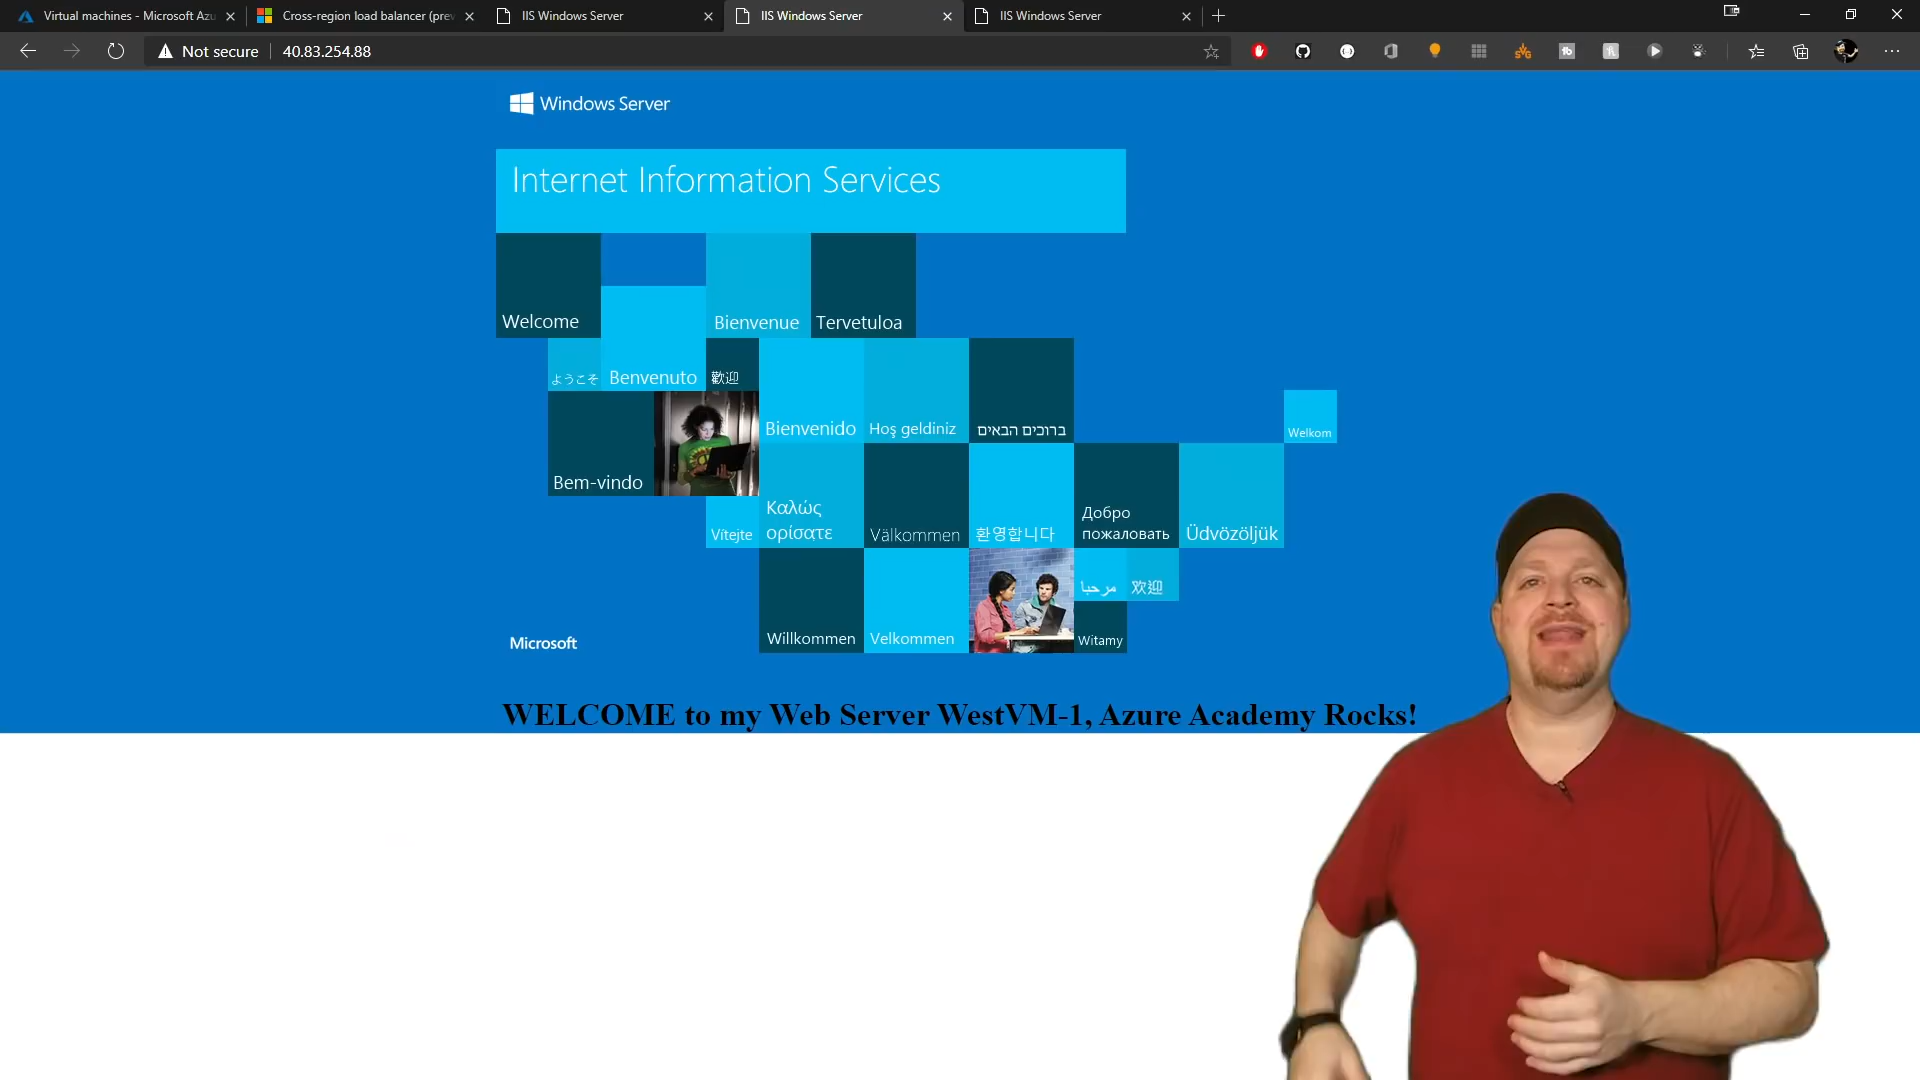 Virtual machines - Microsoft Azu
Cross-region load balancer (prev
IIS Windows Server
IIS Windows Server
IIS Windows Server
Not secure
40.83.254.88
Windows Server
Internet Information Services
Welcome
Bienvenue
Tervetuloa
ようこそ
Benvenuto
歡迎
Bienvenido
Hoş geldiniz
ברוכים הבאים
Welkom
Bem-vindo
Vítejte
Καλώς
ορίσατε
Välkommen
환영합니다
Добро
пожаловать
Üdvözöljük
مرحبا
欢迎
Willkommen
Velkommen
Witamy
Microsoft
WELCOME to my Web Server WestVM-1, Azure Academy Rocks!